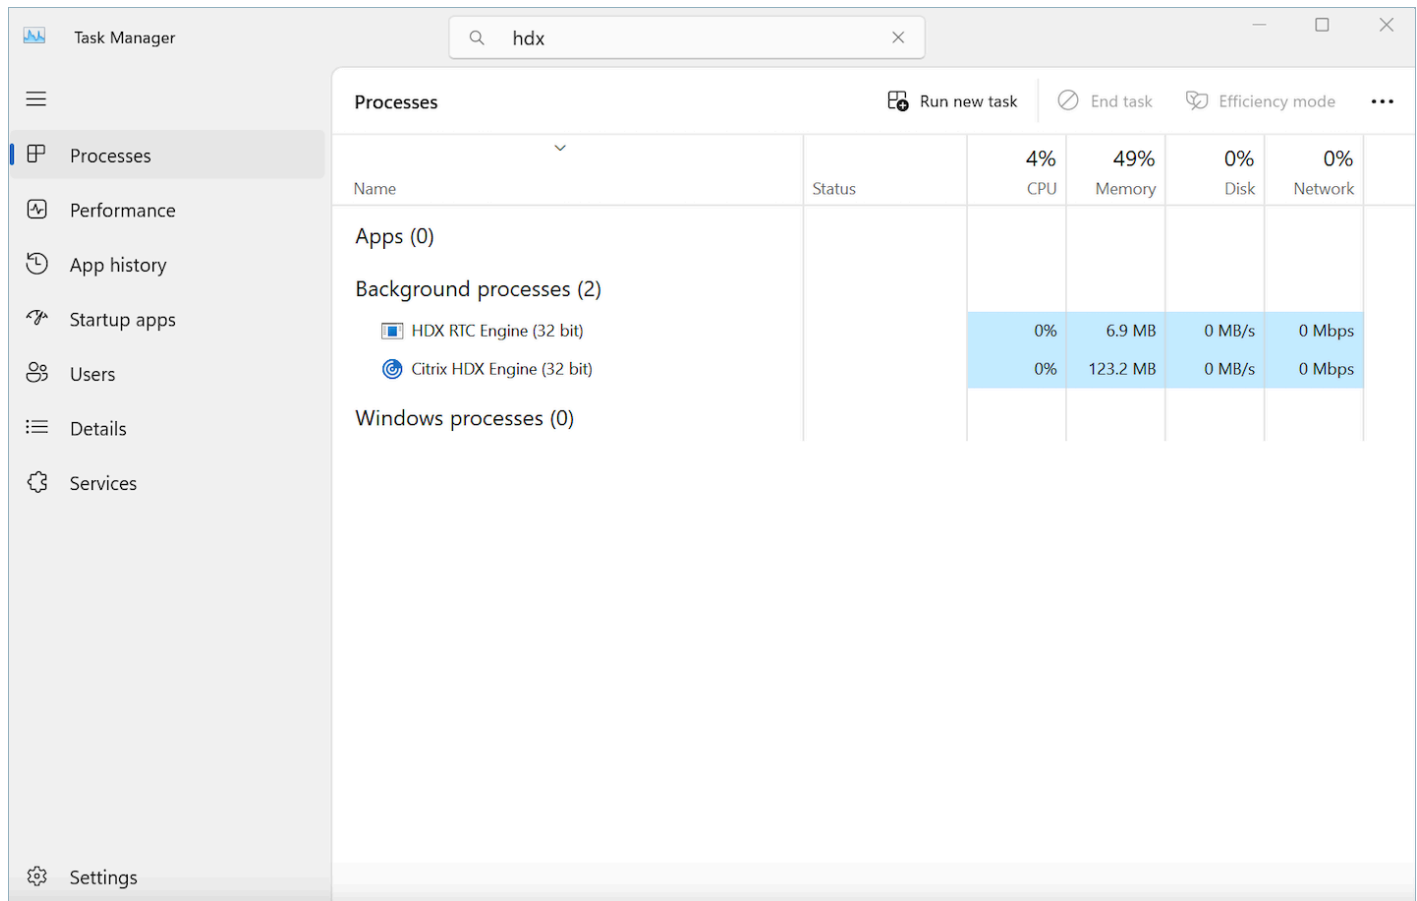 Task Manager
hdx
Processes
Run new task
End task
Efficiency mode
Processes
Performance
App history
Startup apps
Users
Details
Services
Settings
4% 49% 0% 0%
Name Status CPU Memory Disk Network
Apps (0)
Background processes (2)
HDX RTC Engine (32 bit) 0% 6.9 MB 0 MB/s 0 Mbps
Citrix HDX Engine (32 bit) 0% 123.2 MB 0 MB/s 0 Mbps
Windows processes (0)